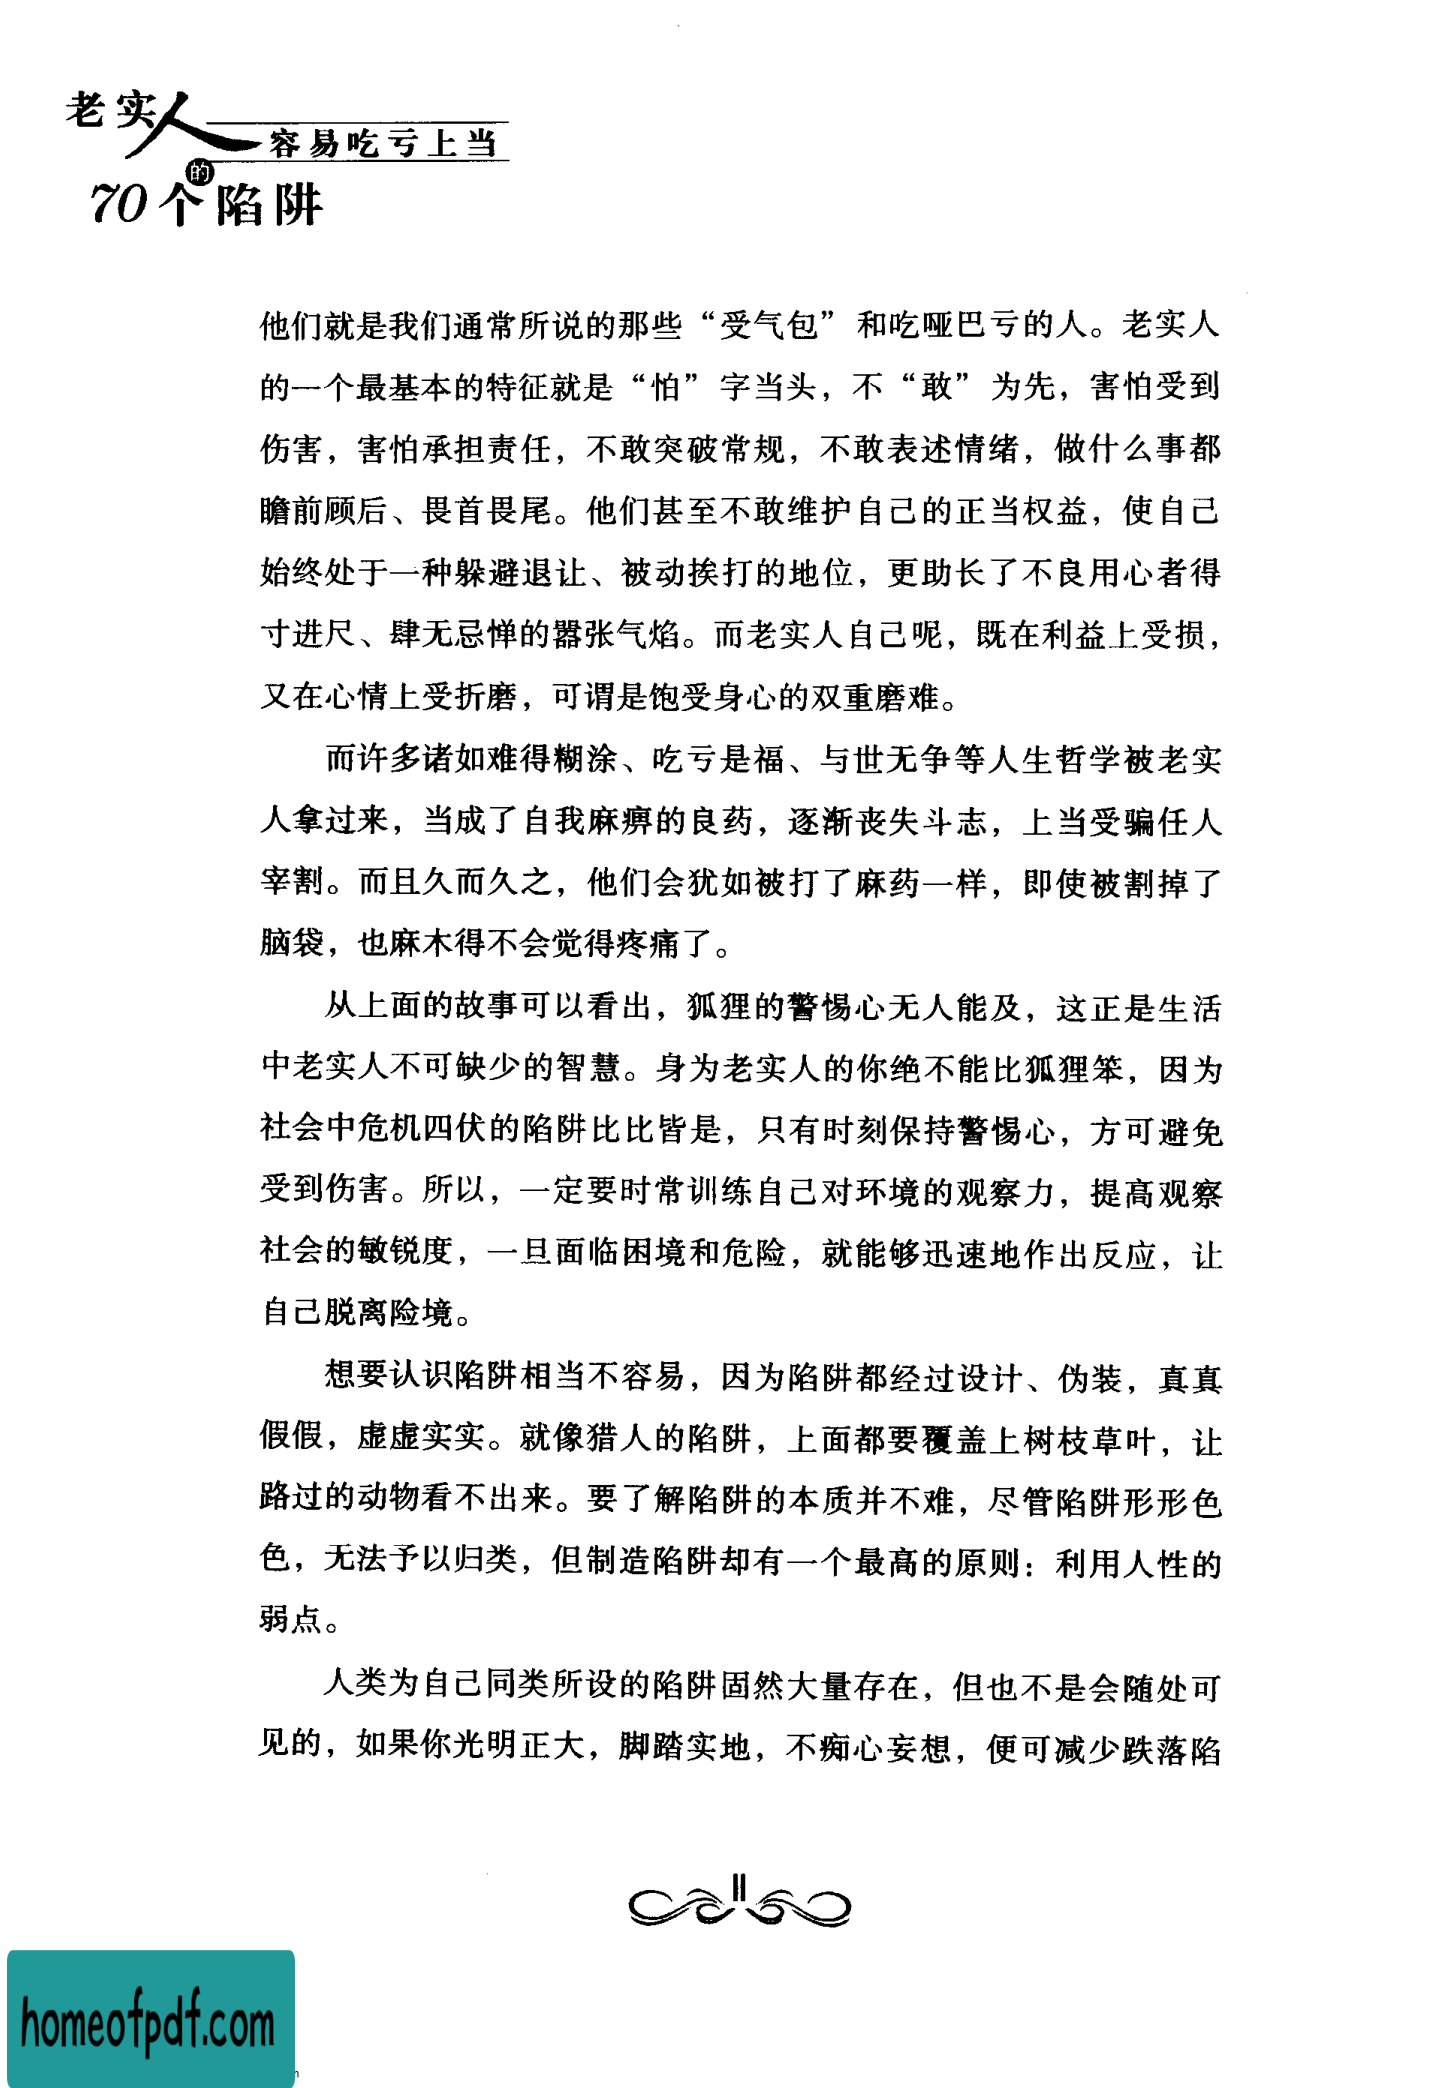 老实人容易吃亏上当
的
70个陷阱
他们就是我们通常所说的那些“受气包”和吃哑巴亏的人。老实人
的一个最基本的特征就是“怕”字当头，不“敢”为先，害怕受到
伤害，害怕承担责任，不敢突破常规，不敢表述情绪，做什么事都
瞻前顾后、畏首畏尾。他们甚至不敢维护自己的正当权益，使自己
始终处于一种躲避退让、被动挨打的地位，更助长了不良用心者得
寸进尺、肆无忌惮的嚣张气焰。而老实人自己呢，既在利益上受损，
又在心情上受折磨，可谓是饱受身心的双重磨难。
而许多诸如难得糊涂、吃亏是福、与世无争等人生哲学被老实
人拿过来，当成了自我麻痹的良药，逐渐丧失斗志，上当受骗任人
宰割。而且久而久之，他们会犹如被打了麻药一样，即使被割掉了
脑袋，也麻木得不会觉得疼痛了。
从上面的故事可以看出，狐狸的警惕心无人能及，这正是生活
中老实人不可缺少的智慧。身为老实人的你绝不能比狐狸笨，因为
社会中危机四伏的陷阱比比皆是，只有时刻保持警惕心，方可避免
受到伤害。所以，一定要时常训练自己对环境的观察力，提高观察
社会的敏锐度，一旦面临困境和危险，就能够迅速地作出反应，让
自己脱离险境。
想要认识陷阱相当不容易，因为陷阱都经过设计、伪装，真真
假假，虚虚实实。就像猎人的陷阱，上面都要覆盖上树枝草叶，让
路过的动物看不出来。要了解陷阱的本质并不难，尽管陷阱形形色
色，无法予以归类，但制造陷阱却有一个最高的原则：利用人性的
弱点。
人类为自己同类所设的陷阱固然大量存在，但也不是会随处可
见的，如果你光明正大，脚踏实地，不痴心妄想，便可减少跌落陷
II
homeofpdf.com